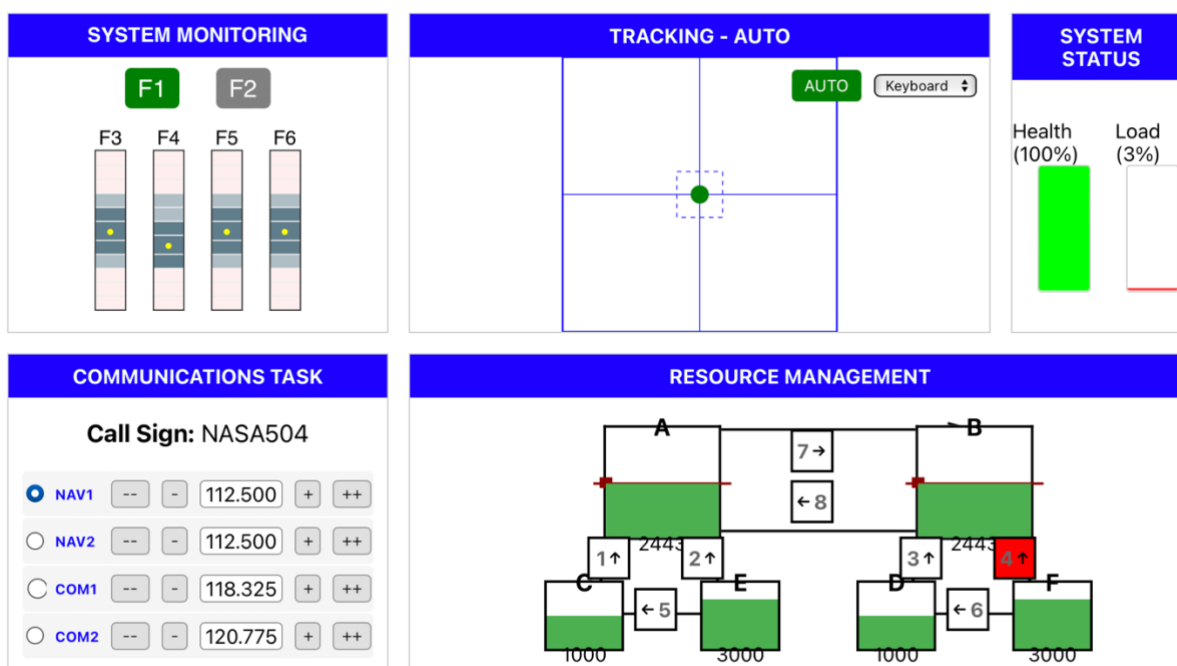 SYSTEM MONITORING
F1 F2
F3 F4 F5 F6
TRACKING - AUTO
AUTO Keyboard
SYSTEM
STATUS
Health Load
(100%) (3%)
COMMUNICATIONS TASK
Call Sign: NASA504
NAV1 -- - 112.500 + ++
NAV2 -- - 112.500 + ++
COM1 -- - 118.325 + ++
COM2 -- - 120.775 + ++
RESOURCE MANAGEMENT
A B
7→
←8
2443 2443
1↑ 2↑ 3↑ 4↑
C E D F
←5 ←6
1000 3000 1000 3000